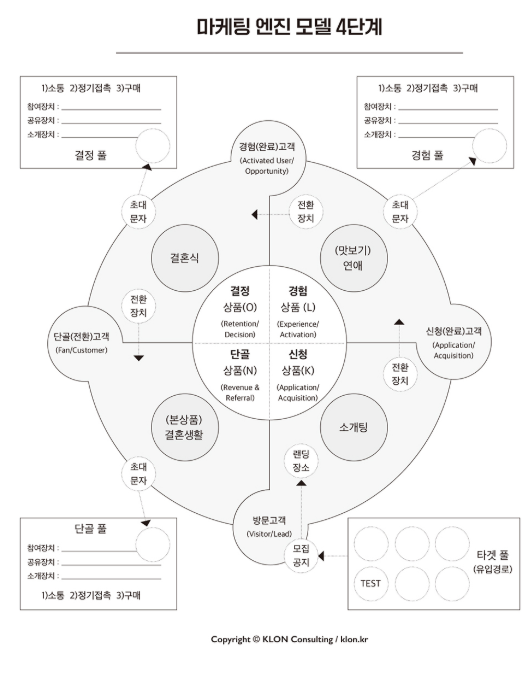 마케팅 엔진 모델 4단계
1)소통 2)정기접촉 3)구매
참여장치 :
공유장치 :
소개장치 :
결정 풀
1)소통 2)정기접촉 3)구매
참여장치 :
공유장치 :
소개장치 :
경험 풀
경험(완료)고객
(Activated User/
Opportunity)
초대
문자
전환
장치
초대
문자
결혼식
(맛보기)
연애
전환
장치
결정
상품(O)
(Retention/
Decision)
경험
상품 (L)
(Experience/
Activation)
단골(전환)고객
(Fan/Customer)
신청(완료)고객
(Application/
Acquisition)
단골
상품(N)
(Revenue &
Referral)
신청
상품(K)
(Application/
Acquisition)
전환
장치
(본상품)
결혼생활
소개팅
초대
문자
랜딩
장소
방문고객
(Visitor/Lead)
모집
공지
단골 풀
참여장치 :
공유장치 :
소개장치 :
1)소통 2)정기접촉 3)구매
타겟 풀
(유입경로)
TEST
Copyright © KLON Consulting / klon.kr